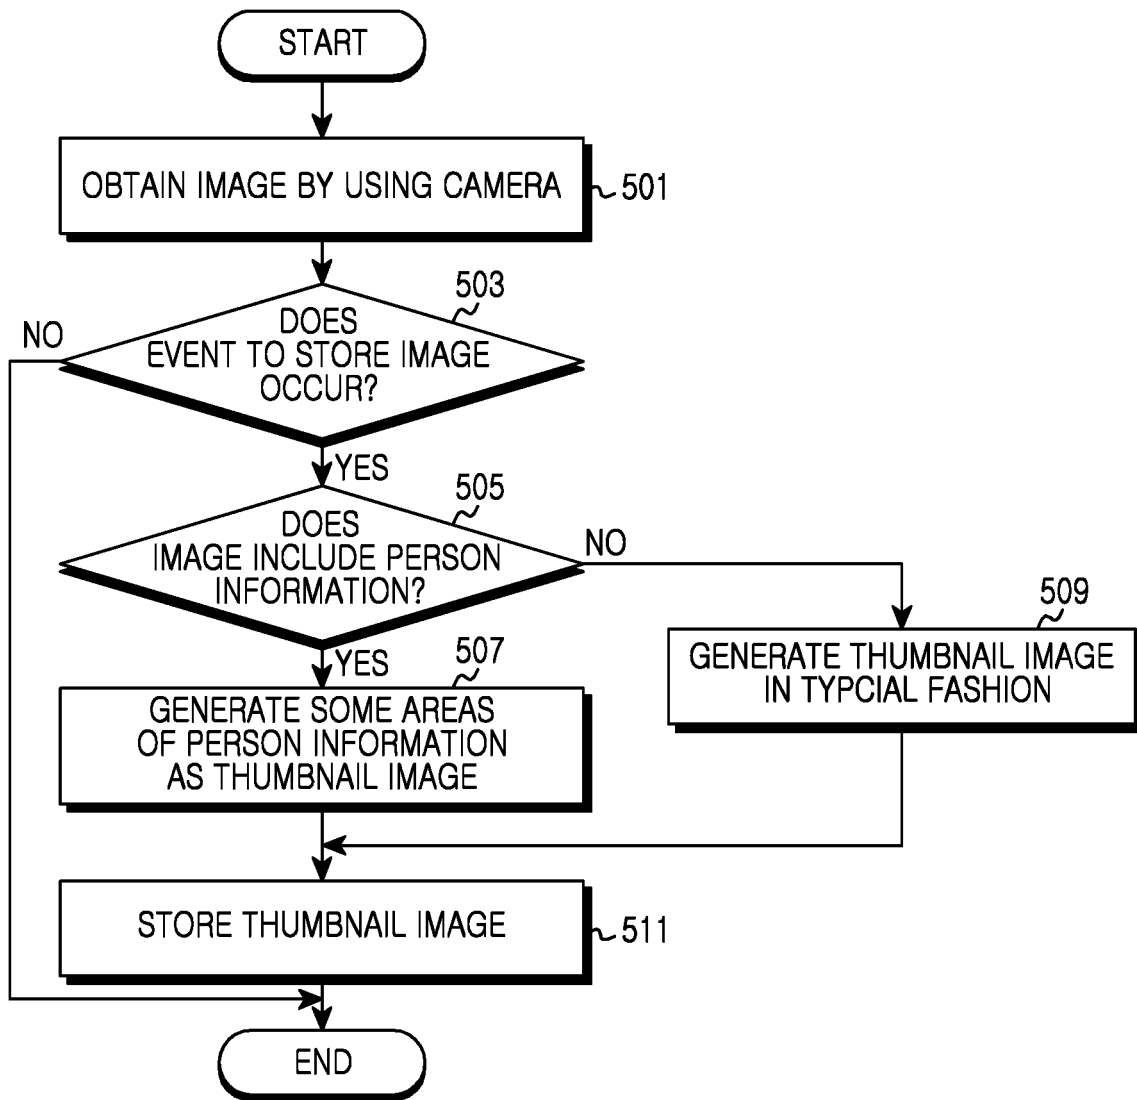 START
OBTAIN IMAGE BY USING CAMERA
501
503
DOES
EVENT TO STORE IMAGE
OCCUR?
NO
YES
505
DOES
IMAGE INCLUDE PERSON
INFORMATION?
NO
YES
507
GENERATE SOME AREAS
OF PERSON INFORMATION
AS THUMBNAIL IMAGE
509
GENERATE THUMBNAIL IMAGE
IN TYPCIAL FASHION
STORE THUMBNAIL IMAGE
511
END